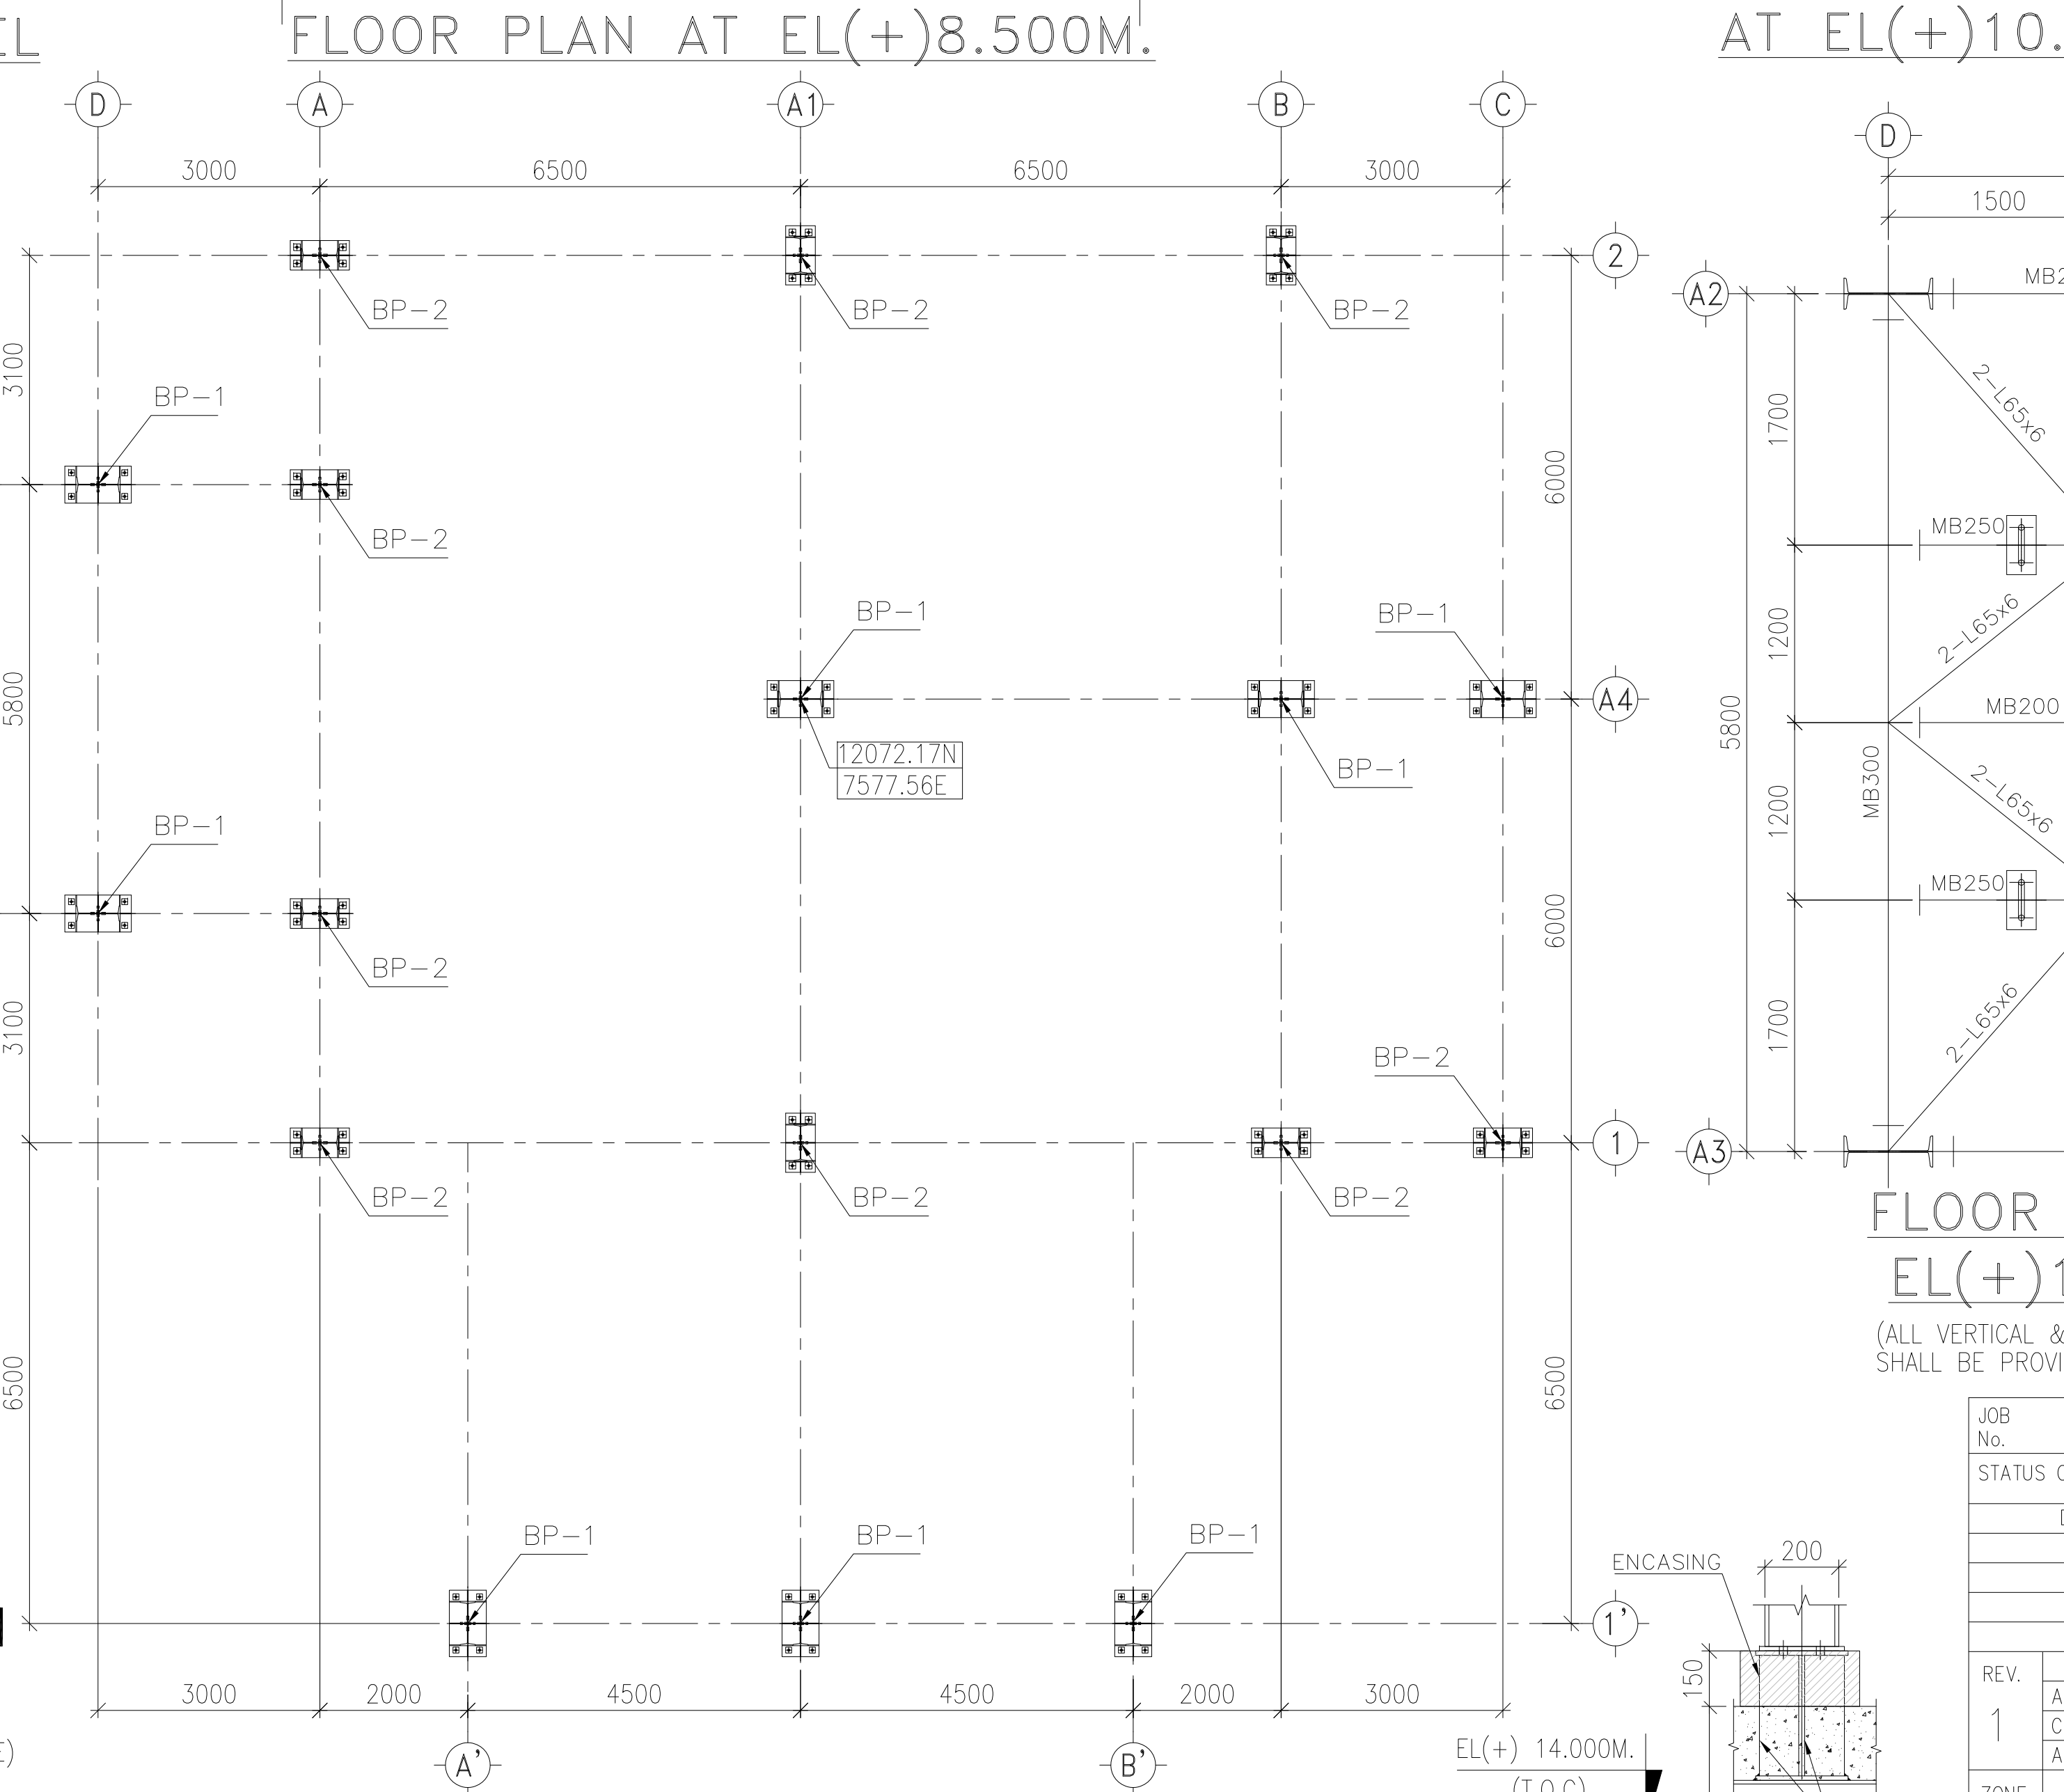 EL
FLOOR PLAN AT EL(+)8.500M.
AT EL(+)10.
D
A
A1
B
C
3000
6500
6500
3000
2
BP-2
BP-2
BP-2
3100
BP-1
BP-2
6000
BP-1
BP-1
A4
5800
12072.17N
7577.56E
BP-1
BP-1
BP-2
6000
3100
BP-2
1
BP-2
BP-2
BP-2
6500
6500
BP-1
BP-1
BP-1
1'
3000
2000
4500
4500
2000
3000
A'
B'
D
1500
A2
1700
2-L65x6
MB250
1200
2-L65x6
5800
MB200
MB300
1200
2-L65x6
MB250
1700
2-L65x6
A3
FLOOR
EL(+)1
(ALL VERTICAL &
SHALL BE PROVI
JOB
No.
STATUS
REV.
1
A
C
A
ENCASING
200
150
EL(+) 14.000M.
(T.O.C)